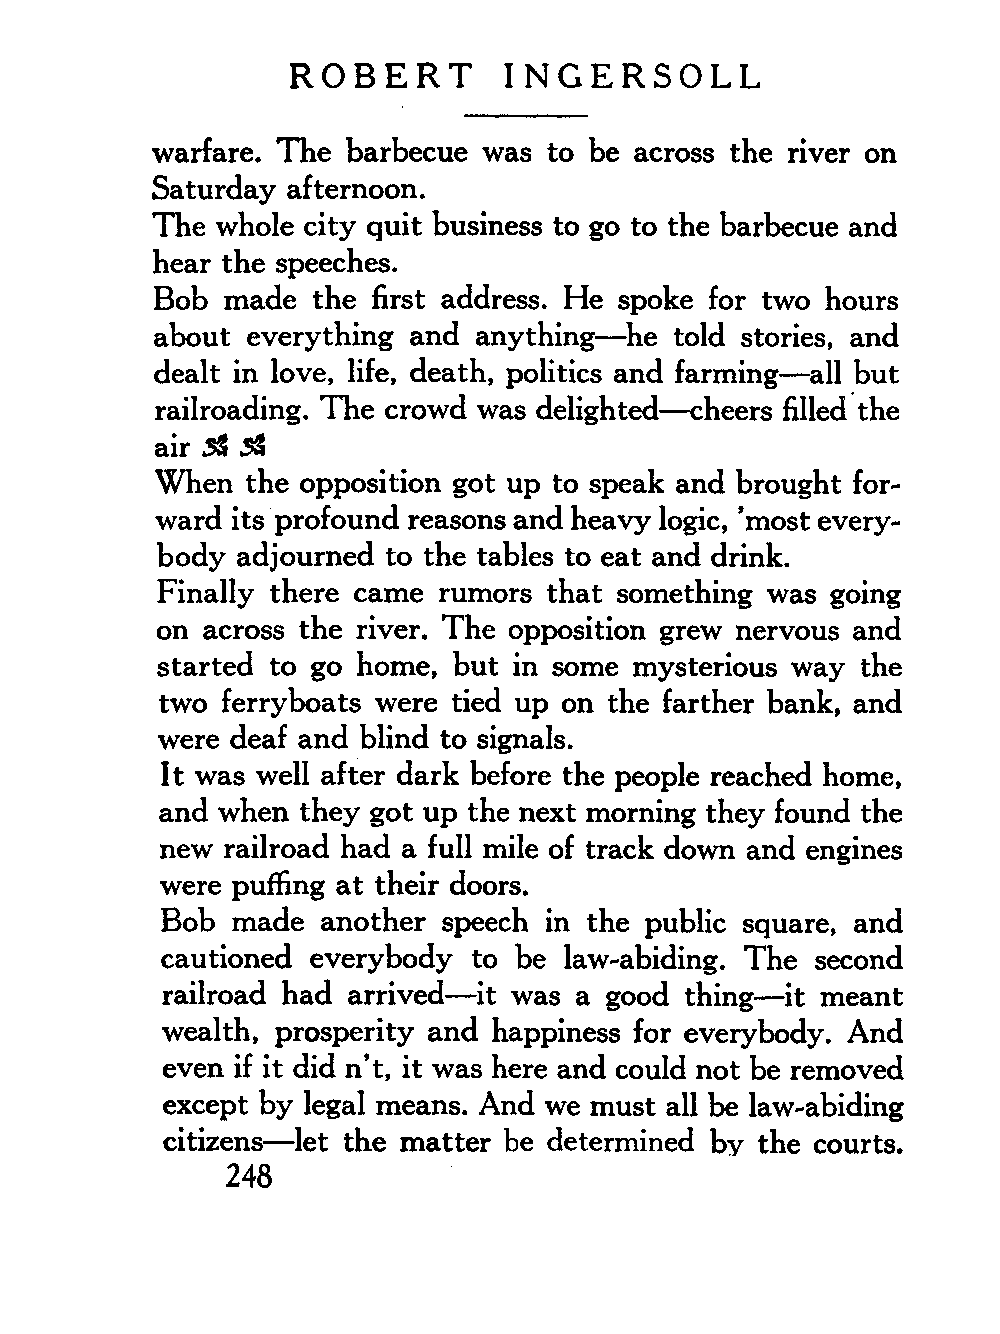 ROBERT INGERSOLL
warfare. The barbecue was to be across the river on
Saturday afternoon.
The whole city quit business to go to the barbecue and
hear the speeches.
Bob made the first address. He spoke for two hours
about everything and anything—he told stories, and
dealt in love, life, death, politics and farming—all but
railroading. The crowd was delighted—cheers filled the
air
When the opposition got up to speak and brought for-
ward its profound reasons and heavy logic, 'most every-
body adjourned to the tables to eat and drink.
Finally there came rumors that something was going
on across the river. The opposition grew nervous and
started to go home, but in some mysterious way the
two ferryboats were tied up on the farther bank, and
were deaf and blind to signals.
It was well after dark before the people reached home,
and when they got up the next morning they found the
new railroad had a full mile of track down and engines
were puffing at their doors.
Bob made another speech in the public square, and
cautioned everybody to be law-abiding. The second
railroad had arrived—it was a good thing—it meant
wealth, prosperity and happiness for everybody. And
even if it did n't, it was here and could not be removed
except by legal means. And we must all be law-abiding
citizens—let the matter be determined by the courts.
248